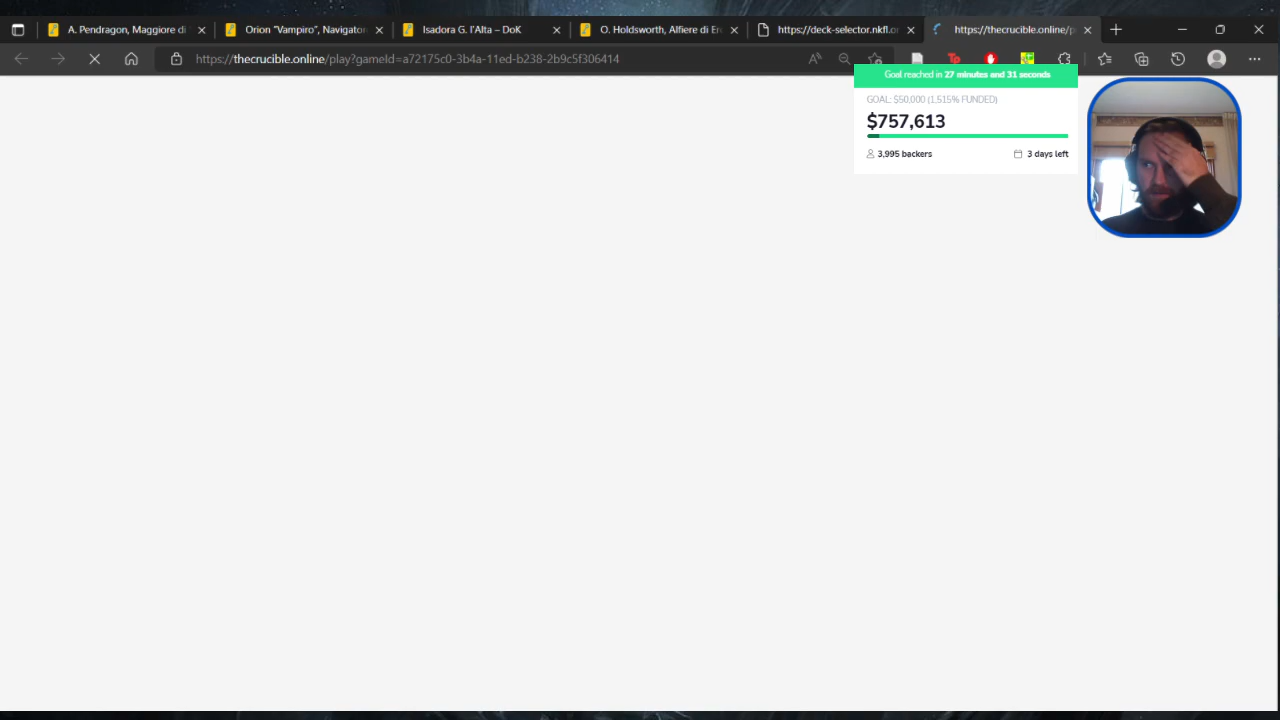 A. Pendragon, Maggiore di
Orion "Vampiro", Navigator
Isadora G. l'Alta – DoK
O. Holdsworth, Alfiere di Er
https://deck-selector.nkfl.or
https://thecrucible.online/p
https://thecrucible.online/play?gameId=a72175c0-3b4a-11ed-b238-2b9c5f306414
Goal reached in 27 minutes and 31 seconds
GOAL: $50,000 (1,515% FUNDED)
$757,613
3,995 backers
3 days left